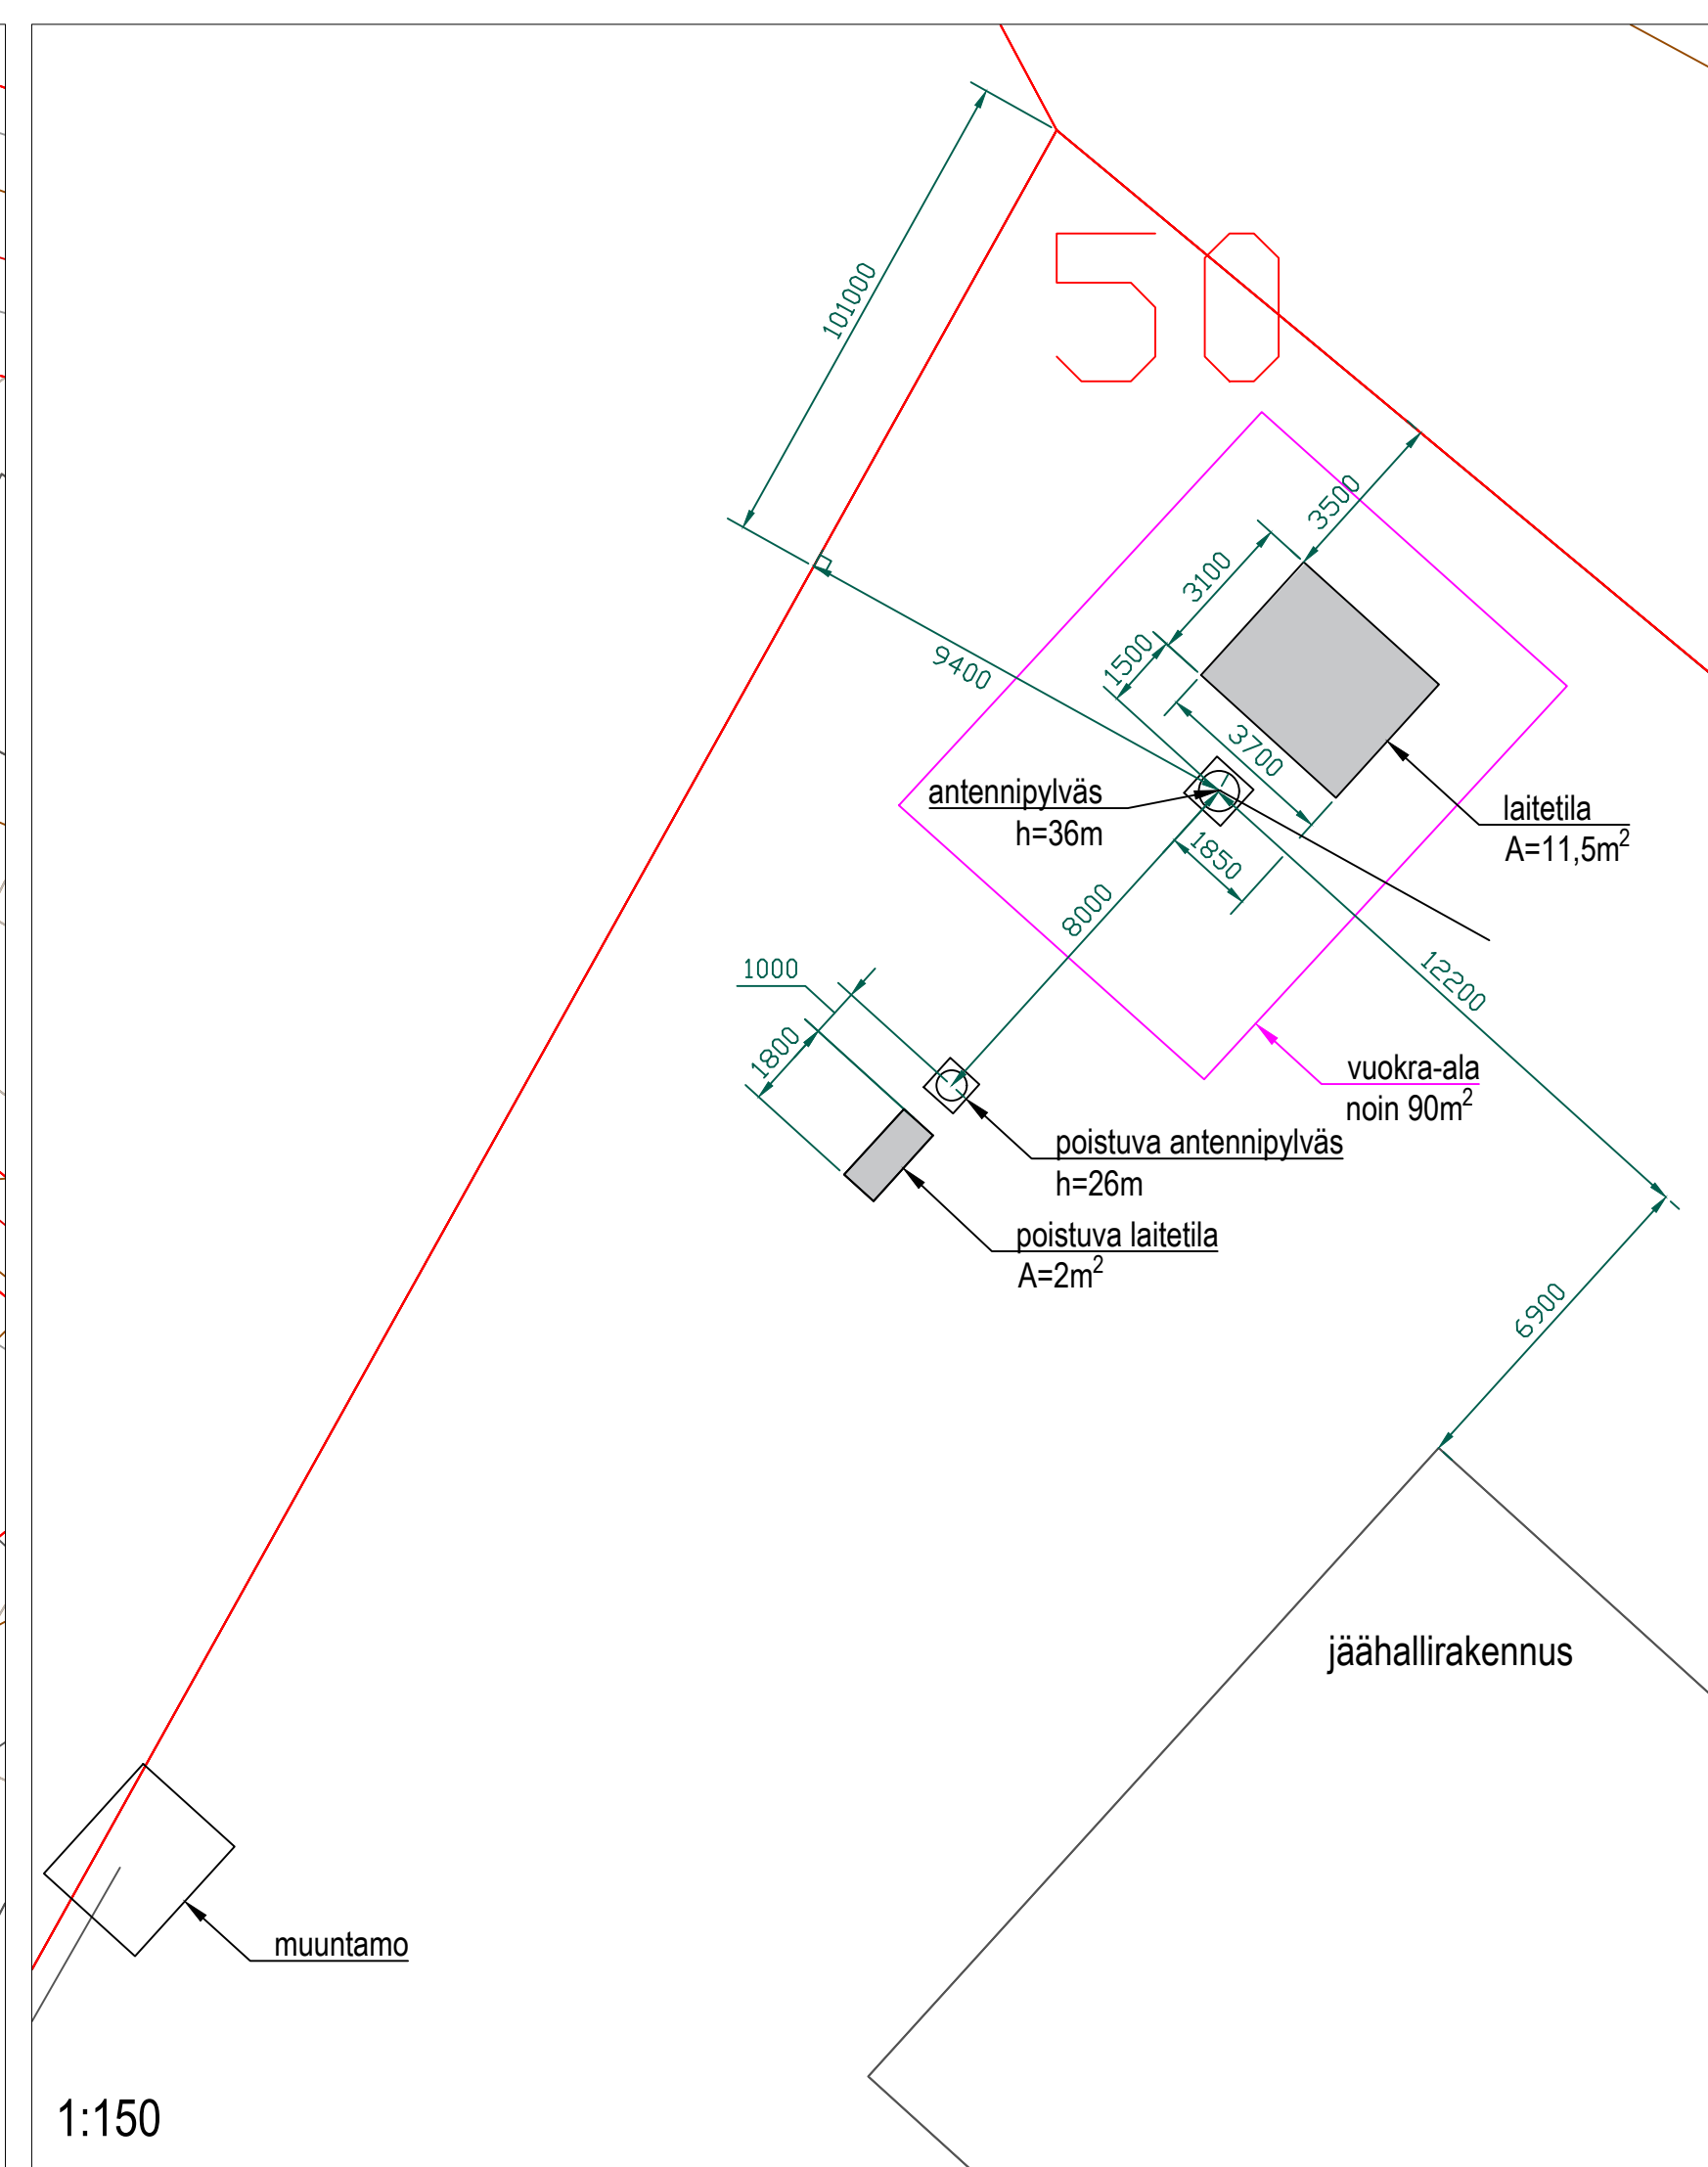 50
101000
3500
3100
1500
9400
3700
antennipylväs
h=36m
laitetila
A=11,5m²
1850
8000
1000
12200
1800
vuokra-ala
noin 90m²
poistuva antennipylväs
h=26m
poistuva laitetila
A=2m²
6900
jäähallirakennus
muuntamo
1:150